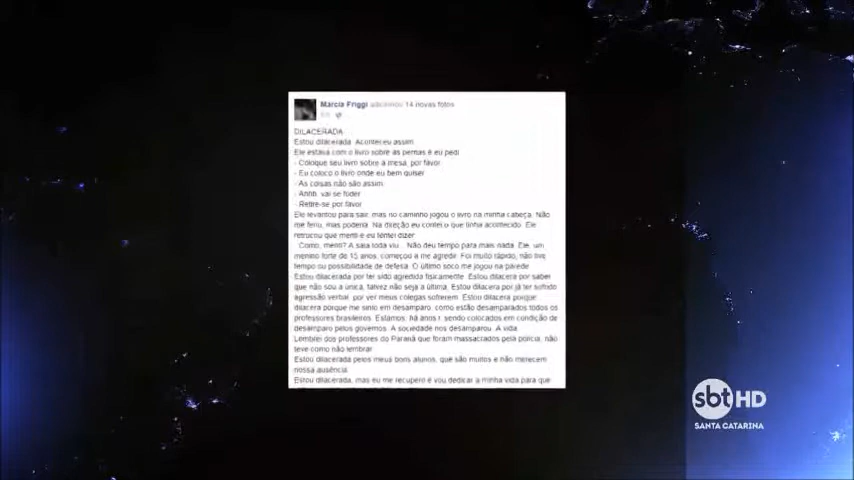 Marcia Friggi adicionou 14 novas fotos
DILACERADA
Estou dilacerada. Aconteceu assim
Ele estava com o livro sobre as pernas e eu pedi
- Coloque seu livro sobre a mesa, por favor
- Eu coloco o livro onde eu bem quiser
- As coisas não são assim
- Ahhh, vai se fuder
- Retire-se por favor
Ele levantou para sair, mas no caminho jogou o livro na minha cabeça. Não
me feriu, mas poderia. Na direção eu contei o que tinha acontecido. Ele
retrucou que menti e eu tentei dizer
Como, menti? A sala toda viu... Não deu tempo para mais nada. Ele, um
menino forte de 15 anos, começou a me agredir. Foi muito rápido, não tive
tempo ou possibilidade de defesa. O último soco me jogou na parede
Estou dilacerada por ter sido agredida fisicamente. Estou dilacera por saber
que não sou a única, talvez não seja a última. Estou dilacera por já ter sofrido
agressão verbal, por ver meus colegas sofrerem. Estou dilacera porque
dilacera porque me sinto em desamparo, como estão desamparados todos os
professores brasileiros. Estamos, há anos, sendo colocados em condição de
desamparo pelos governos. A sociedade nos desamparou. A vida
Lembrei dos professores do Paraná que foram massacrados pela polícia, não
teve como não lembrar
Estou dilacerada pelos meus bons alunos, que são muitos e não merecem
nossa ausência
Estou dilacerada, mas eu me recupero e vou dedicar a minha vida para que
sbt HD
SANTA CATARINA